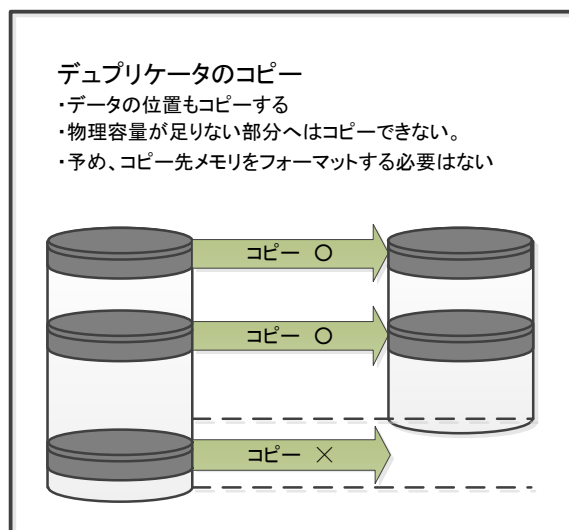 デュプリケータのコピー
・データの位置もコピーする
・物理容量が足りない部分へはコピーできない。
・予め、コピー先メモリをフォーマットする必要はない
コピー ○
コピー ○
コピー ×